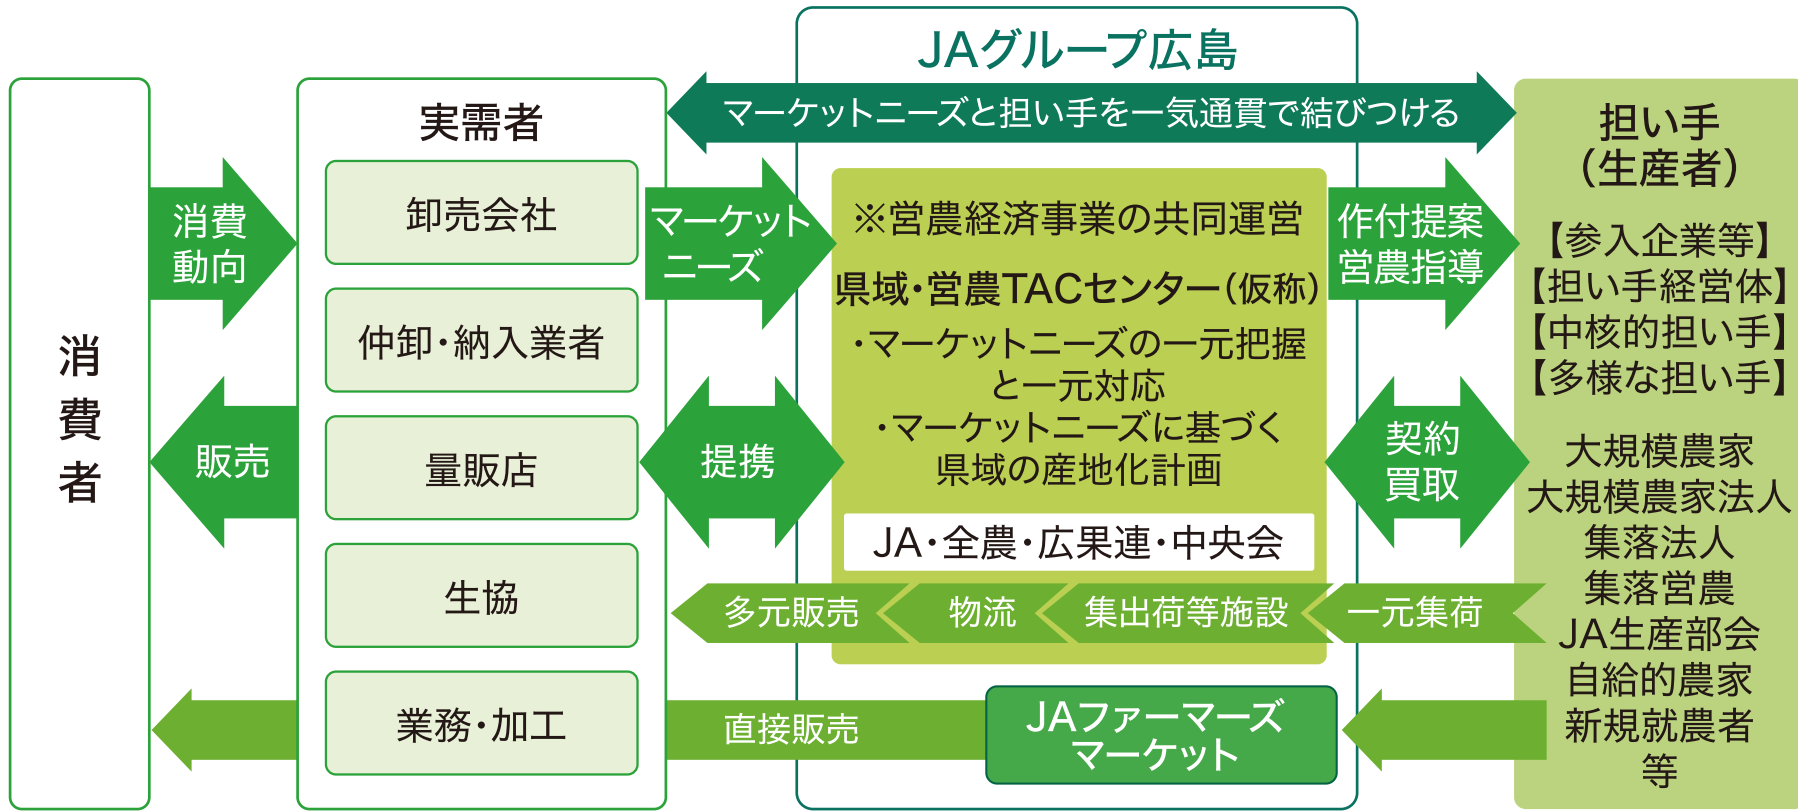 消費者
消費
動向
販売
実需者
卸売会社
仲卸・納入業者
量販店
生協
業務・加工
JAグループ広島
マーケットニーズと担い手を一気通貫で結びつける
マーケット
ニーズ
提携
※営農経済事業の共同運営
県域・営農TACセンター(仮称)
・マーケットニーズの一元把握
と一元対応
・マーケットニーズに基づく
県域の産地化計画
JA・全農・広果連・中央会
多元販売
物流
集出荷等施設
一元集荷
直接販売
JAファーマーズ
マーケット
作付提案
営農指導
契約
買取
担い手
(生産者)
【参入企業等】
【担い手経営体】
【中核的担い手】
【多様な担い手】
大規模農家
大規模農家法人
集落法人
集落営農
JA生産部会
自給的農家
新規就農者
等